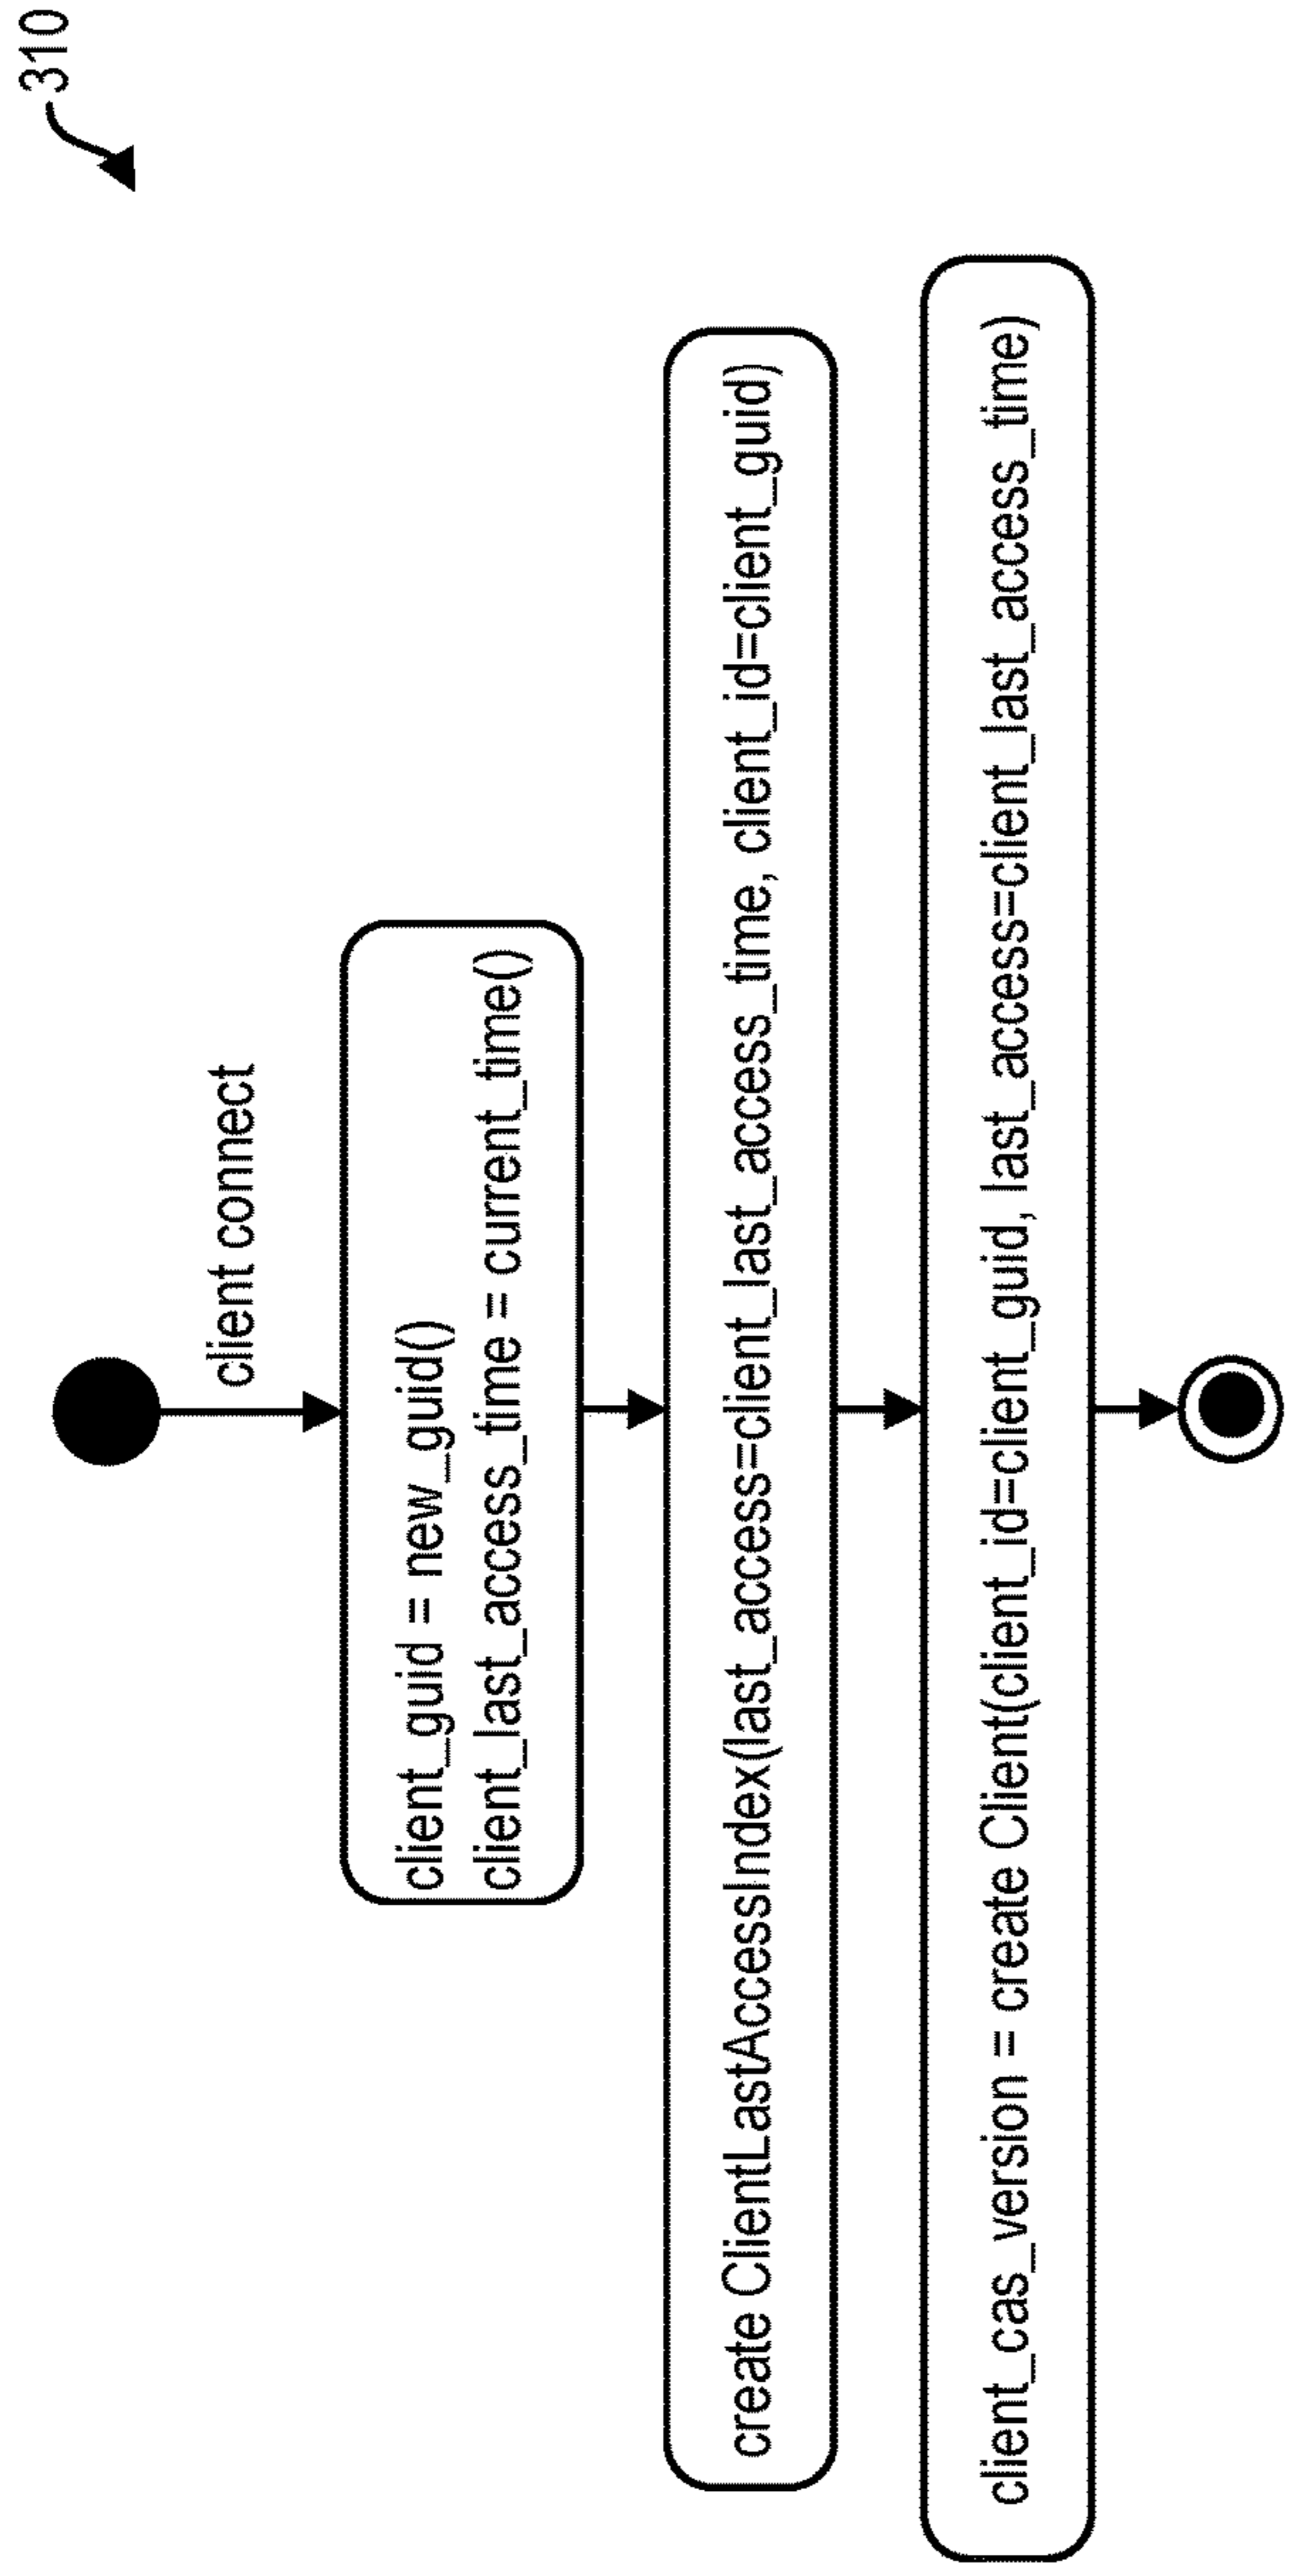 310
client connect
client_guid = new_guid()
client_last_access_time = current_time()
create ClientLastAccessIndex(last_access=client_last_access_time, client_id=client_guid)
client_cas_version = create Client(client_id=client_guid, last_access=client_last_access_time)